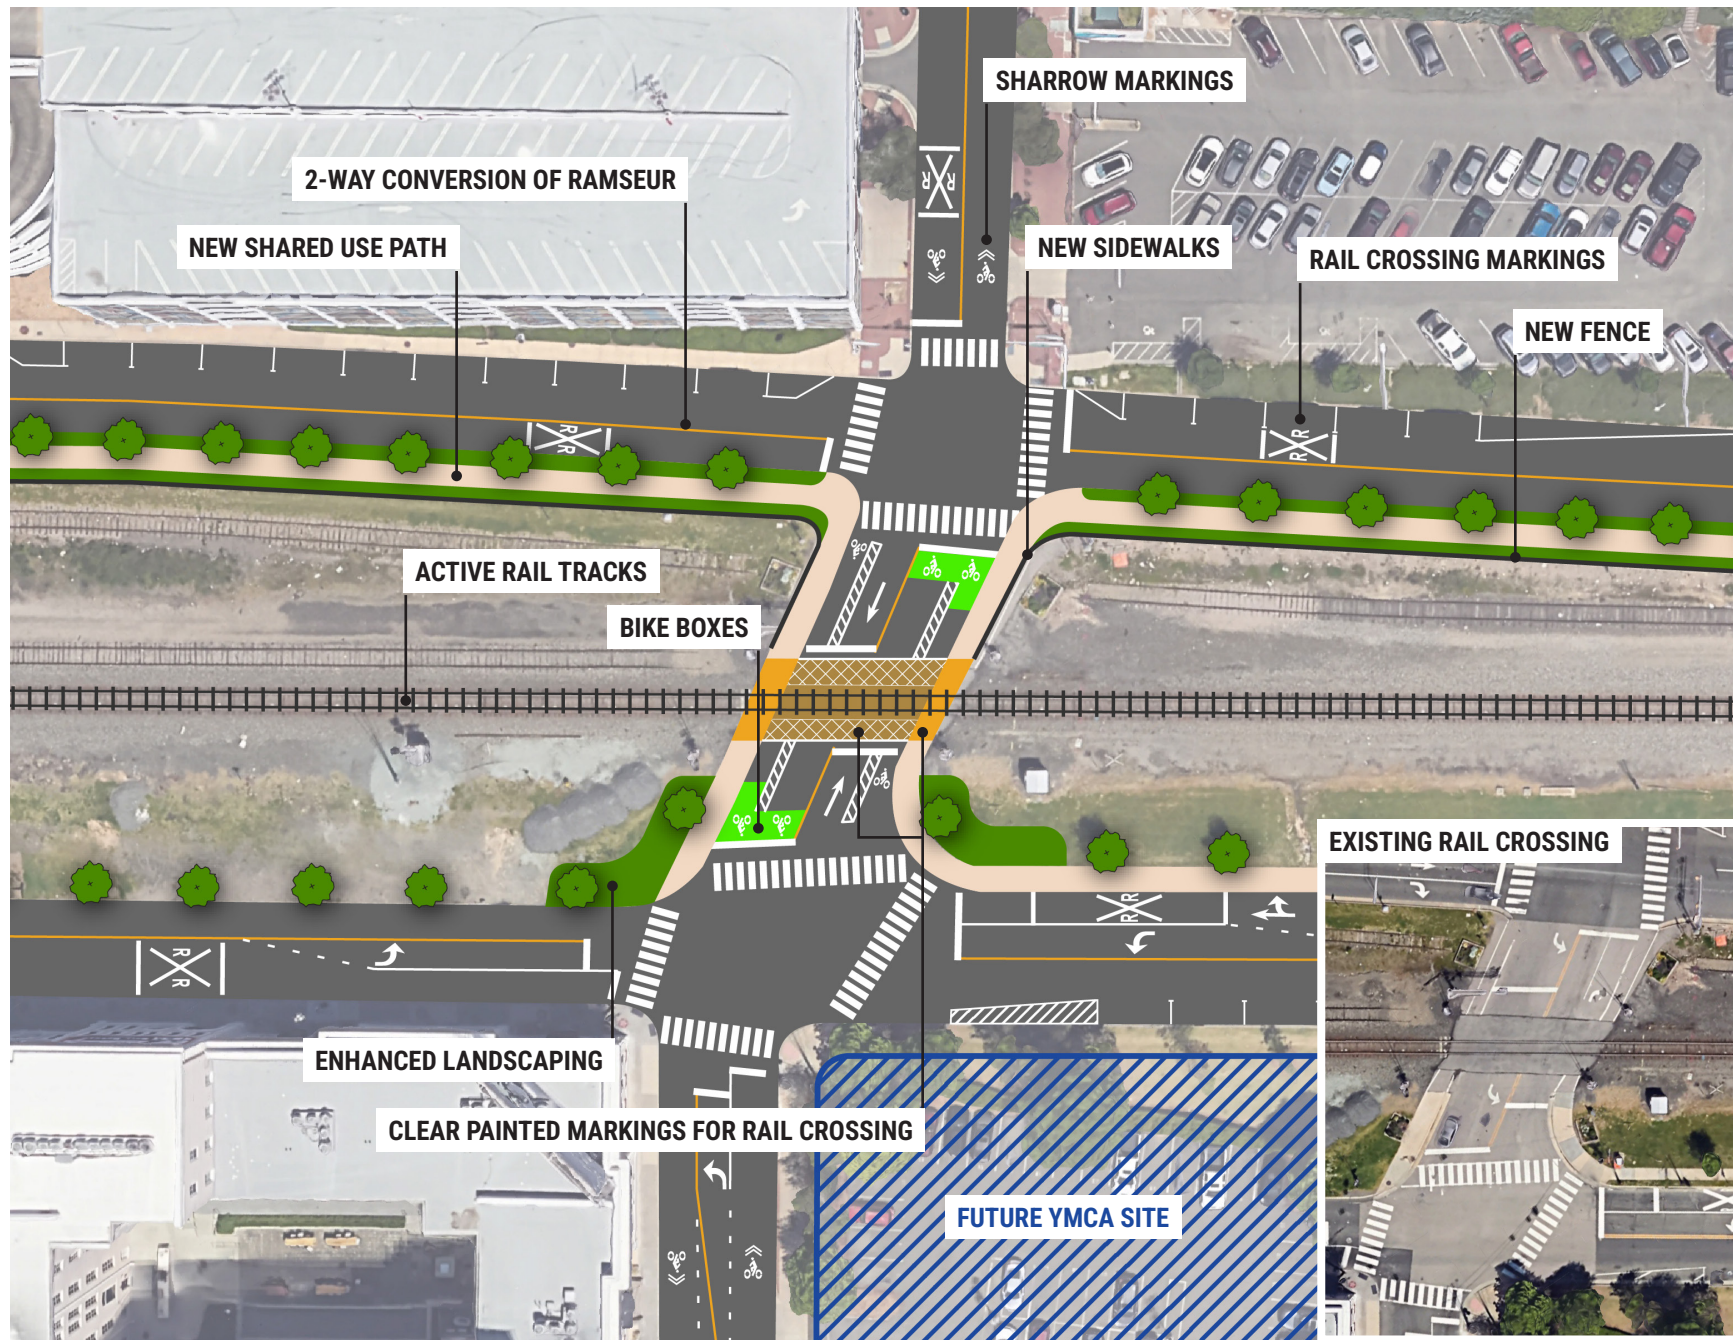 SHARROW MARKINGS
2-WAY CONVERSION OF RAMSEUR
NEW SHARED USE PATH
NEW SIDEWALKS
RAIL CROSSING MARKINGS
NEW FENCE
R R
R R
R R
ACTIVE RAIL TRACKS
BIKE BOXES
EXISTING RAIL CROSSING
R R
R R
ENHANCED LANDSCAPING
CLEAR PAINTED MARKINGS FOR RAIL CROSSING
FUTURE YMCA SITE